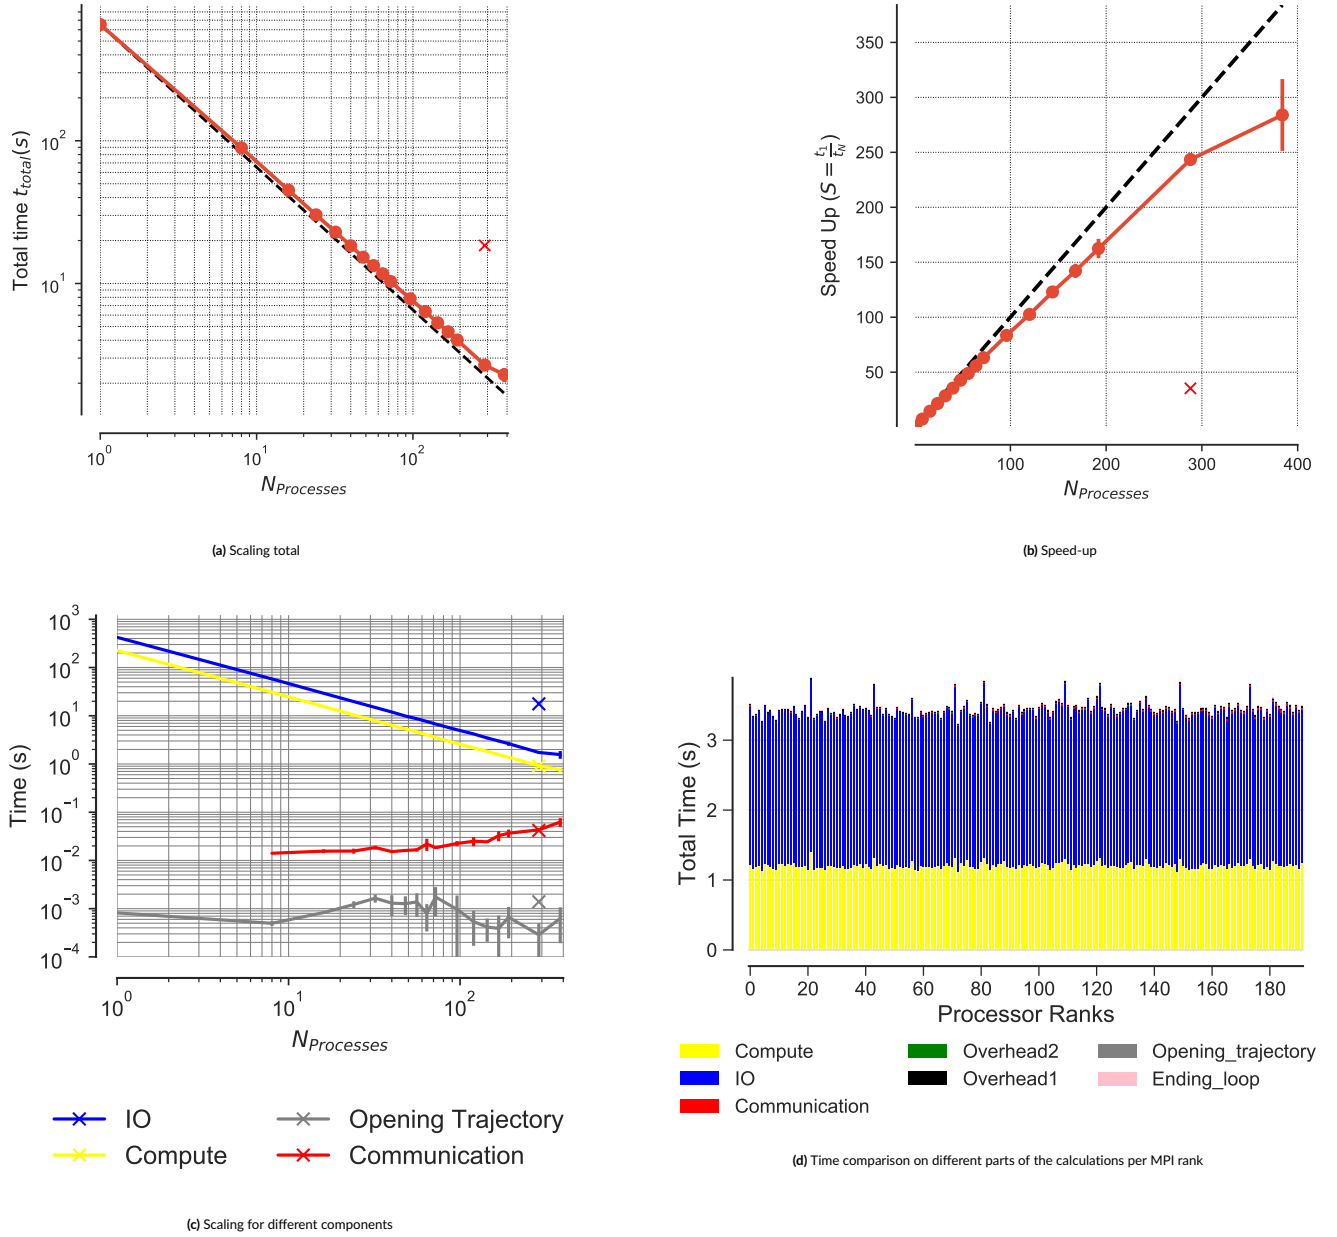 Total time t_total(s)
10^2
10^1
10^0 10^1 10^2
N_Processes
(a) Scaling total
Speed Up (S = t_1/t_N)
350
300
250
200
150
100
50
100 200 300 400
N_Processes
(b) Speed-up
Time (s)
10^3
10^2
10^1
10^0
10^−1
10^−2
10^−3
10^−4
10^0 10^1 10^2
N_Processes
IO Opening Trajectory
Compute Communication
(c) Scaling for different components
Total Time (s)
3
2
1
0
0 20 40 60 80 100 120 140 160 180
Processor Ranks
Compute Overhead2 Opening_trajectory
IO Overhead1 Ending_loop
Communication
(d) Time comparison on different parts of the calculations per MPI rank